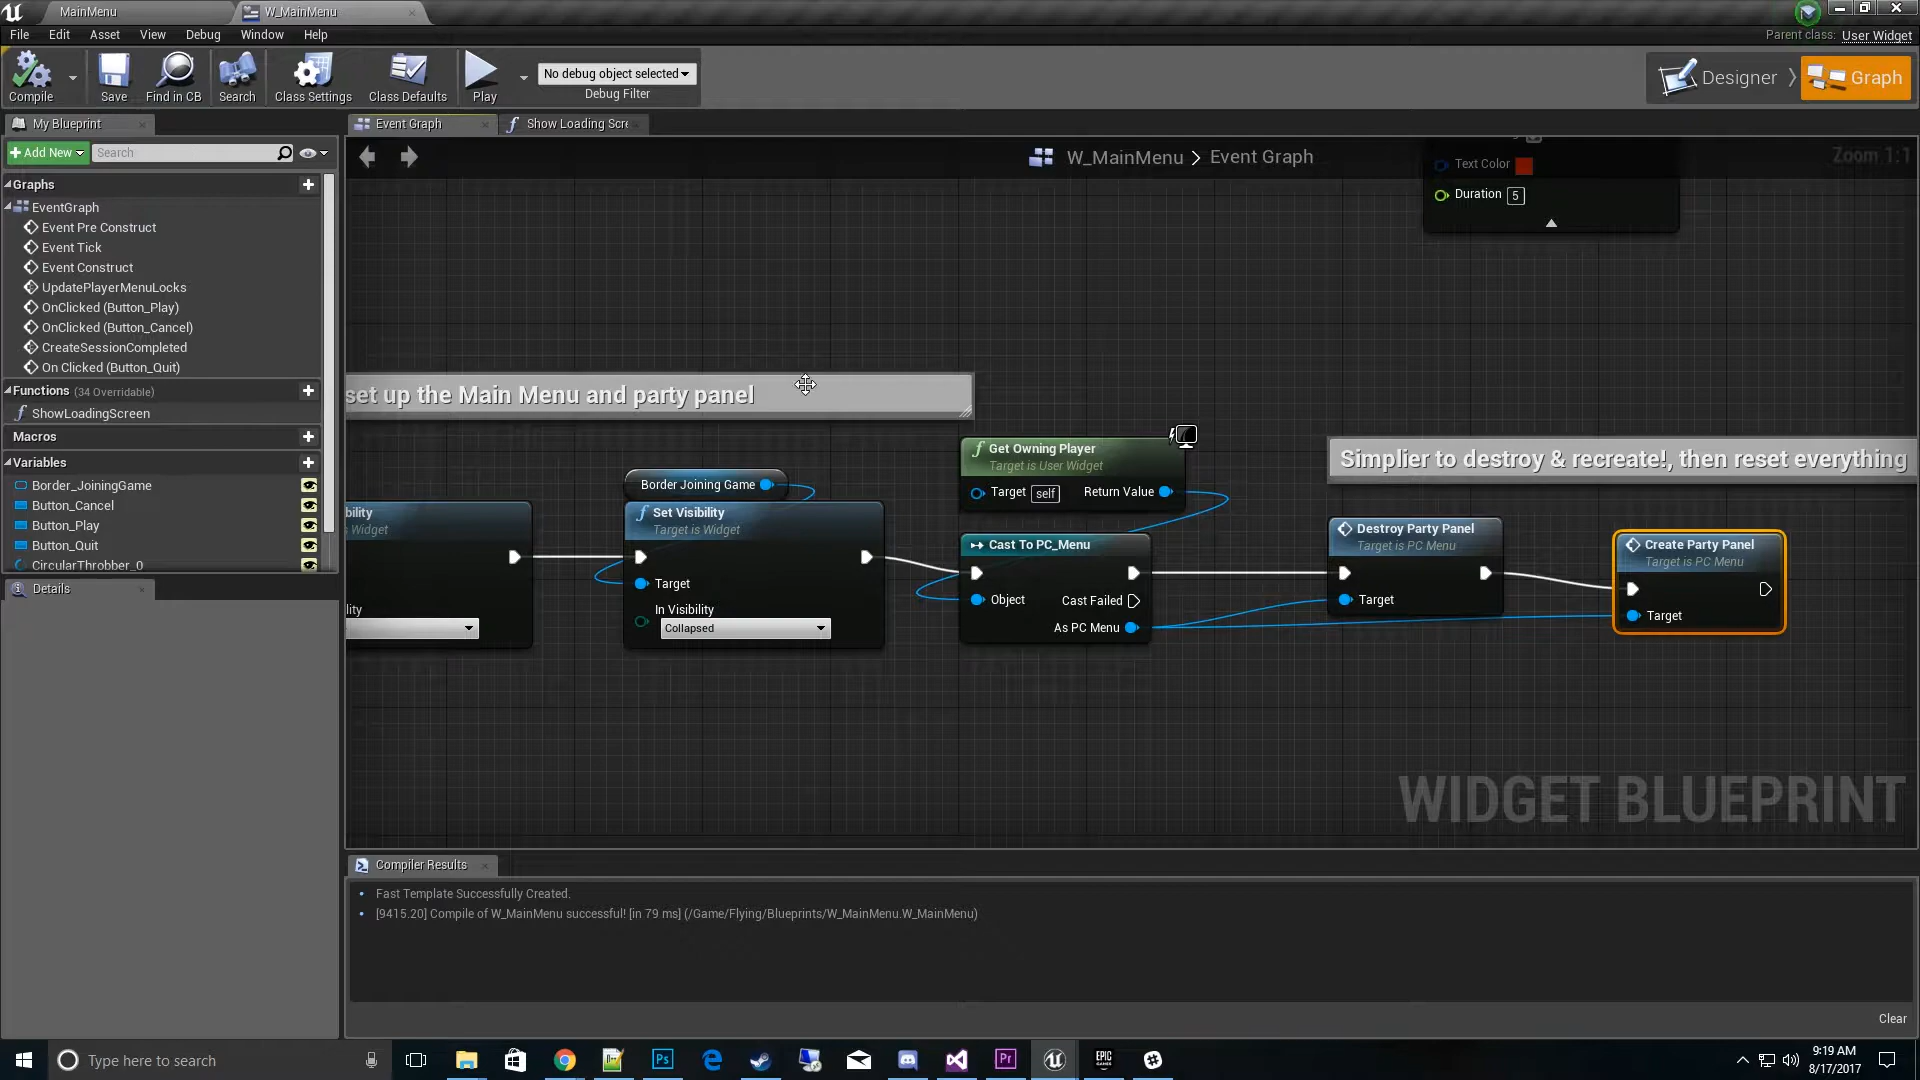 MainMenu
W_MainMenu
File Edit Asset View Debug Window Help
Parent class: User Widget
Compile
Save
Find in CB
Search
Class Settings
Class Defaults
Play
No debug object selected
Debug Filter
Designer
Graph
My Blueprint
Event Graph
Show Loading Scre
Add New
Search
W_MainMenu > Event Graph
Zoom 1:1
Graphs
EventGraph
Event Pre Construct
Event Tick
Event Construct
UpdatePlayerMenuLocks
OnClicked (Button_Play)
OnClicked (Button_Cancel)
CreateSessionCompleted
On Clicked (Button_Quit)
Functions (34 Overridable)
ShowLoadingScreen
Macros
Variables
Border_JoiningGame
Button_Cancel
Button_Play
Button_Quit
CircularThrobber_0
Details
Text Color
Duration 5
set up the Main Menu and party panel
bility
Widget
lity
Border Joining Game
Set Visibility
Target is Widget
Target
In Visibility
Collapsed
Get Owning Player
Target is User Widget
Target self Return Value
Cast To PC_Menu
Object Cast Failed
As PC Menu
Simplier to destroy & recreate!, then reset everything
Destroy Party Panel
Target is PC Menu
Target
Create Party Panel
Target is PC Menu
Target
WIDGET BLUEPRINT
Compiler Results
Fast Template Successfully Created.
[9415.20] Compile of W_MainMenu successful! [in 79 ms] (/Game/Flying/Blueprints/W_MainMenu.W_MainMenu)
Clear
Type here to search
Ps
Pr
EPIC
GAMES
9:19 AM
8/17/2017